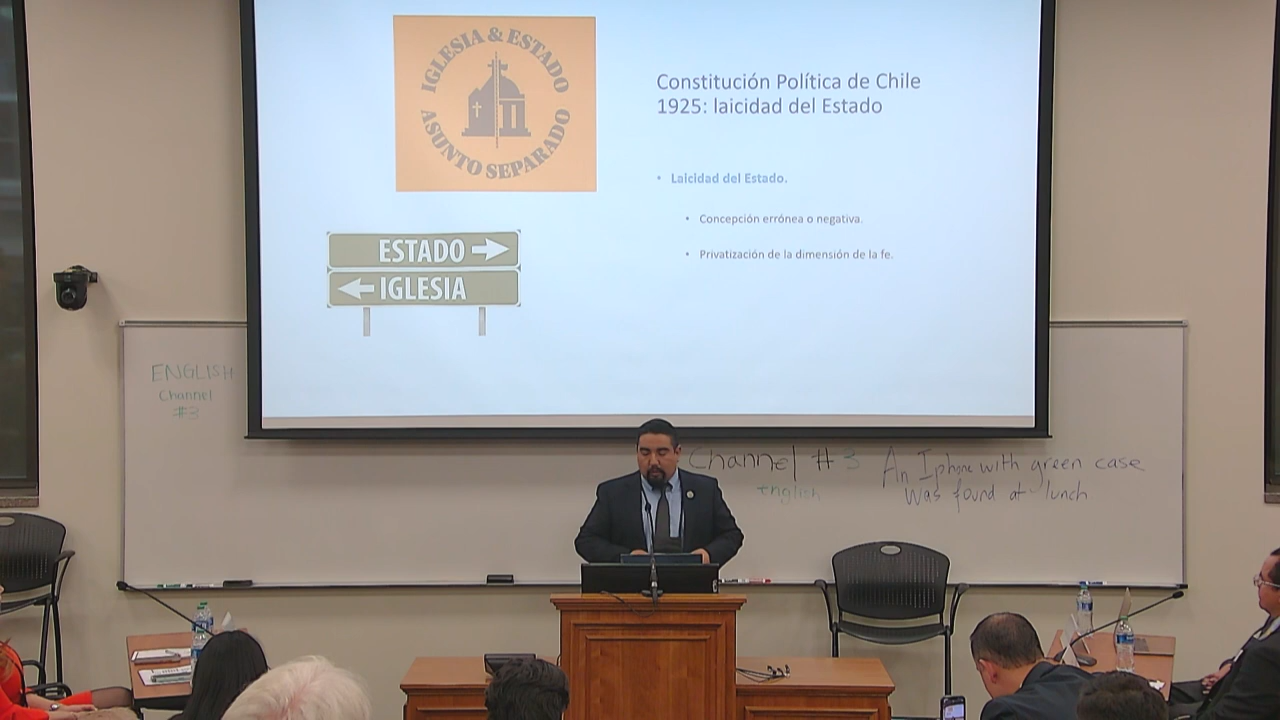 IGLESIA & ESTADO
ASUNTO SEPARADO
ESTADO
IGLESIA
Constitución Política de Chile
1925: laicidad del Estado
• Laicidad del Estado.
• Concepción errónea o negativa.
• Privatización de la dimensión de la fe.
ENGLISH
Channel
#3
Channel # 3
English
An Iphone with green case
was found at lunch